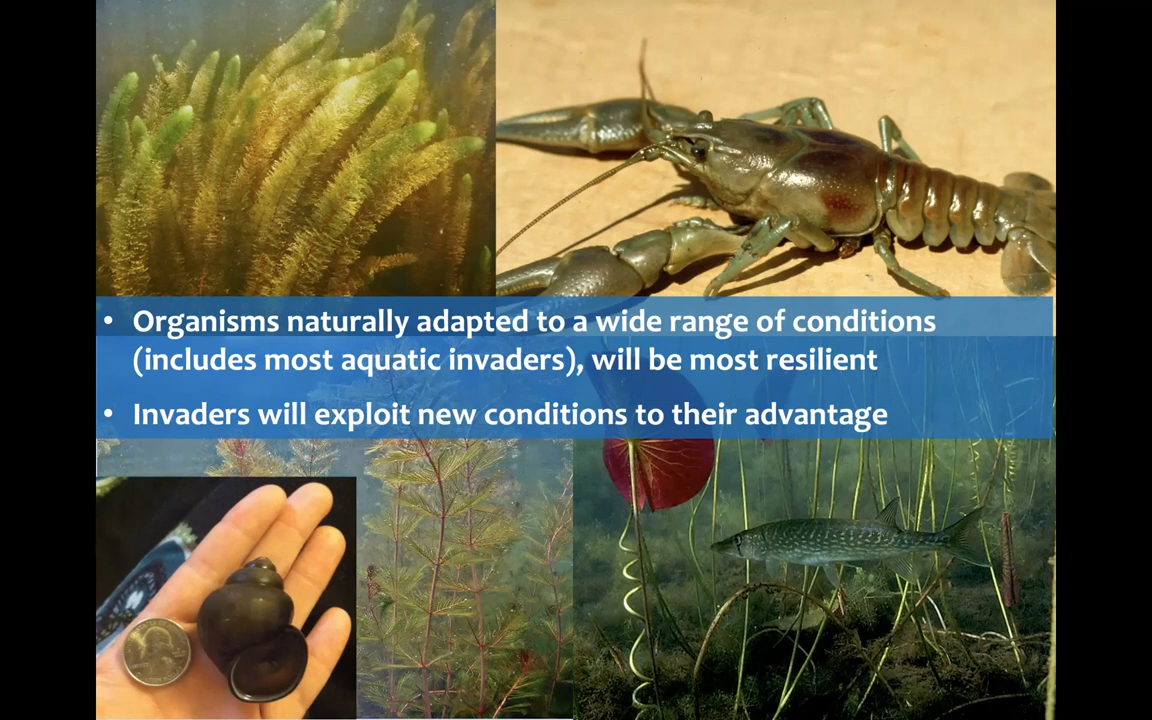 • Organisms naturally adapted to a wide range of conditions
(includes most aquatic invaders), will be most resilient
• Invaders will exploit new conditions to their advantage